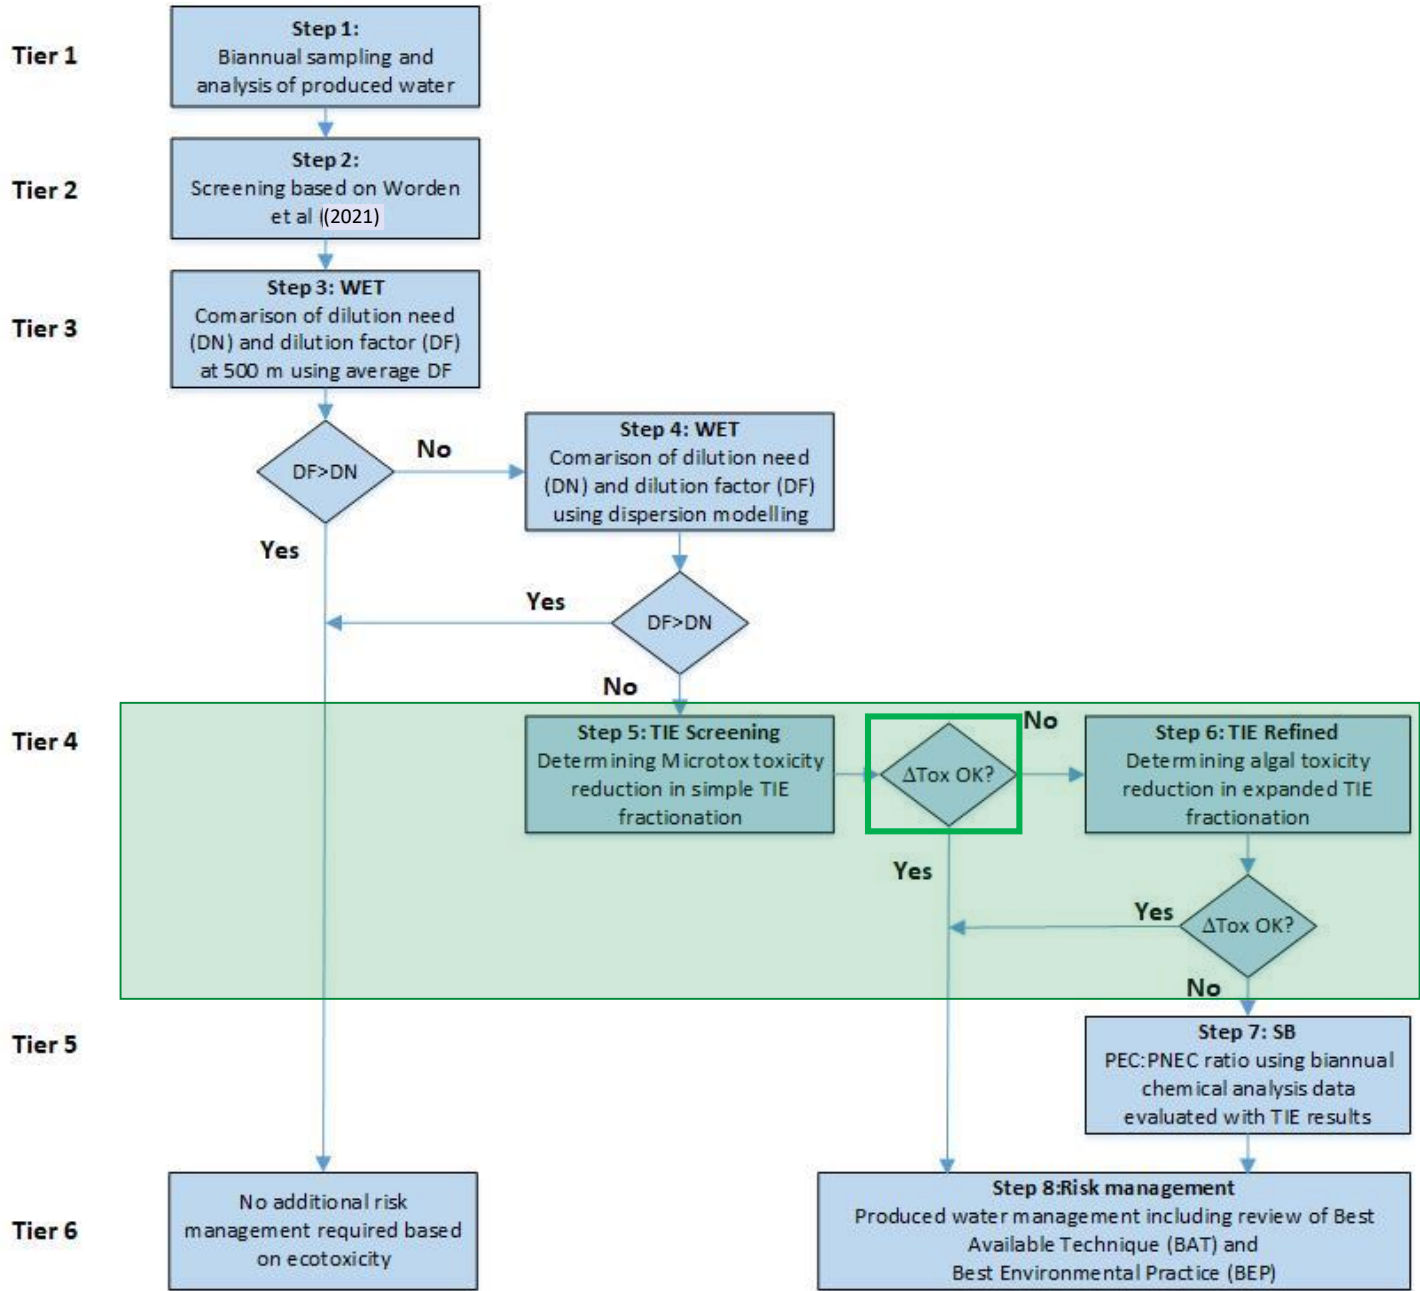 Tier 1
Step 1:
Biannual sampling and
analysis of produced water
Tier 2
Step 2:
Screening based on Worden
et al ((2021)
Tier 3
Step 3: WET
Comarison of dilution need
(DN) and dilution factor (DF)
at 500 m using average DF
DF>DN
No
Yes
Step 4: WET
Comarison of dilution need
(DN) and dilution factor (DF)
using dispersion modelling
Yes
DF>DN
No
Tier 4
Step 5: TIE Screening
Determining Microtox toxicity
reduction in simple TIE
fractionation
ΔTox OK?
No
Yes
Step 6: TIE Refined
Determining algal toxicity
reduction in expanded TIE
fractionation
Yes
ΔTox OK?
No
Tier 5
Step 7: SB
PEC:PNEC ratio using biannual
chemical analysis data
evaluated with TIE results
Tier 6
No additional risk
management required based
on ecotoxicity
Step 8:Risk management
Produced water management including review of Best
Available Technique (BAT) and
Best Environmental Practice (BEP)